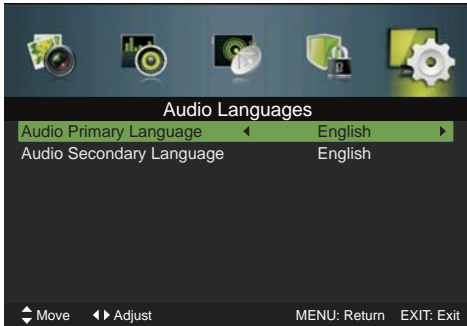 Audio Languages
Audio Primary Language English
Audio Secondary Language English
Move Adjust MENU: Return EXIT: Exit